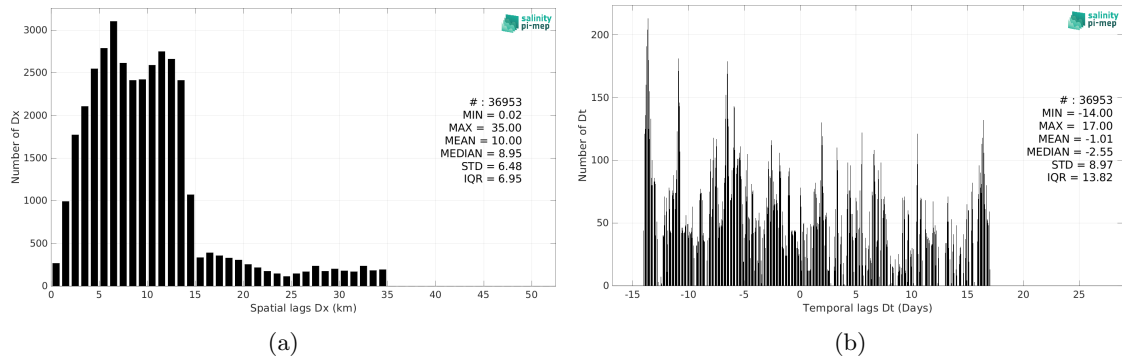 salinity
pi-mep
3000
2500
2000
1500
1000
500
0
Number of Dx
# : 36953
MIN = 0.02
MAX = 35.00
MEAN = 10.00
MEDIAN = 8.95
STD = 6.48
IQR = 6.95
0 5 10 15 20 25 30 35 40 45 50
Spatial lags Dx (km)
(a)
salinity
pi-mep
200
150
100
50
0
Number of Dt
# : 36953
MIN = -14.00
MAX = 17.00
MEAN = -1.01
MEDIAN = -2.55
STD = 8.97
IQR = 13.82
-15 -10 -5 0 5 10 15 20 25
Temporal lags Dt (Days)
(b)